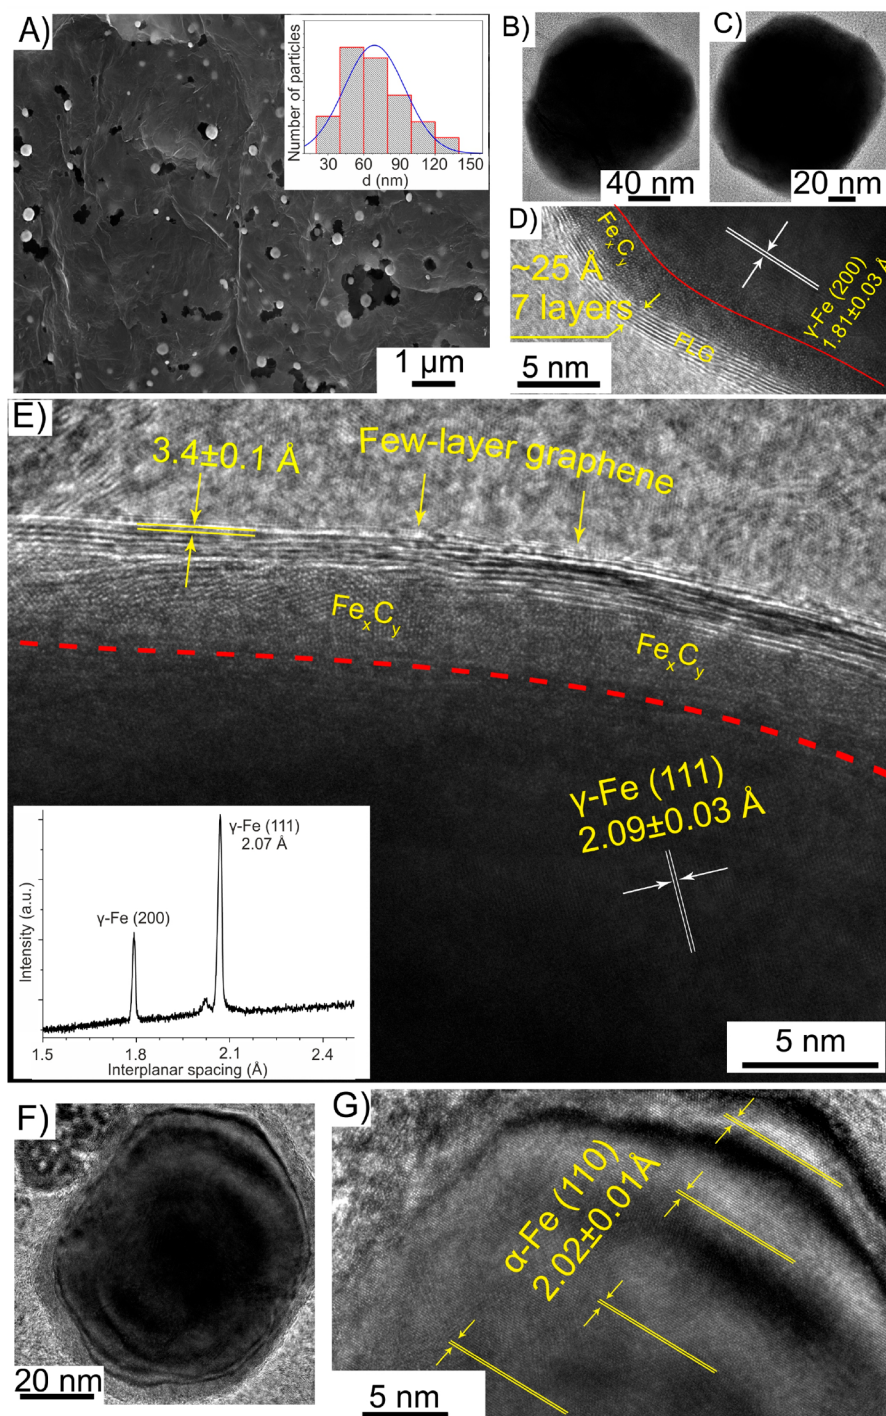 A)
Number of particles
30 60 90 120 150
d (nm)
1 μm
B)
40 nm
C)
20 nm
D)
FeₓCᵧ
~25 Å
7 layers
FLG
γ-Fe (200)
1.81±0.03 Å
5 nm
E)
3.4±0.1 Å
Few-layer graphene
FeₓCᵧ
FeₓCᵧ
γ-Fe (111)
2.09±0.03 Å
Intensity (a.u.)
γ-Fe (111)
2.07 Å
γ-Fe (200)
1.5 1.8 2.1 2.4
Interplanar spacing (Å)
5 nm
F)
20 nm
G)
α-Fe (110)
2.02±0.01Å
5 nm